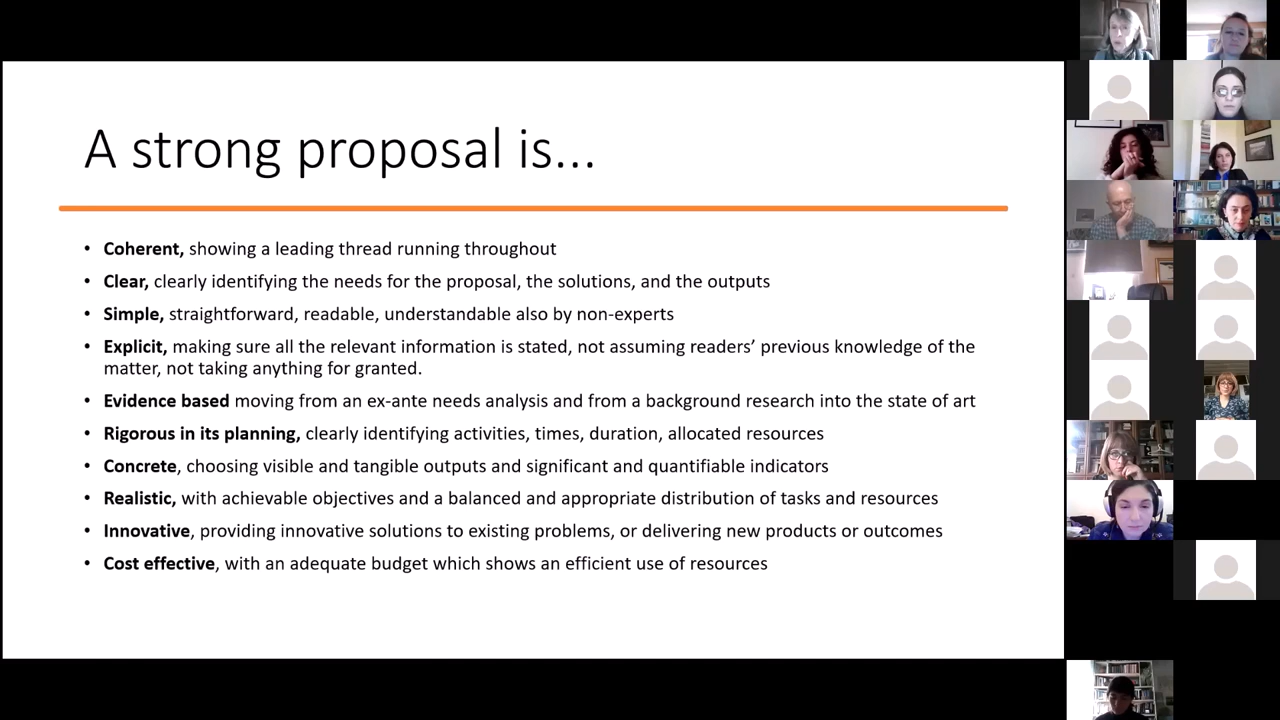 A strong proposal is...
• Coherent, showing a leading thread running throughout
• Clear, clearly identifying the needs for the proposal, the solutions, and the outputs
• Simple, straightforward, readable, understandable also by non-experts
• Explicit, making sure all the relevant information is stated, not assuming readers’ previous knowledge of the
matter, not taking anything for granted.
• Evidence based moving from an ex-ante needs analysis and from a background research into the state of art
• Rigorous in its planning, clearly identifying activities, times, duration, allocated resources
• Concrete, choosing visible and tangible outputs and significant and quantifiable indicators
• Realistic, with achievable objectives and a balanced and appropriate distribution of tasks and resources
• Innovative, providing innovative solutions to existing problems, or delivering new products or outcomes
• Cost effective, with an adequate budget which shows an efficient use of resources